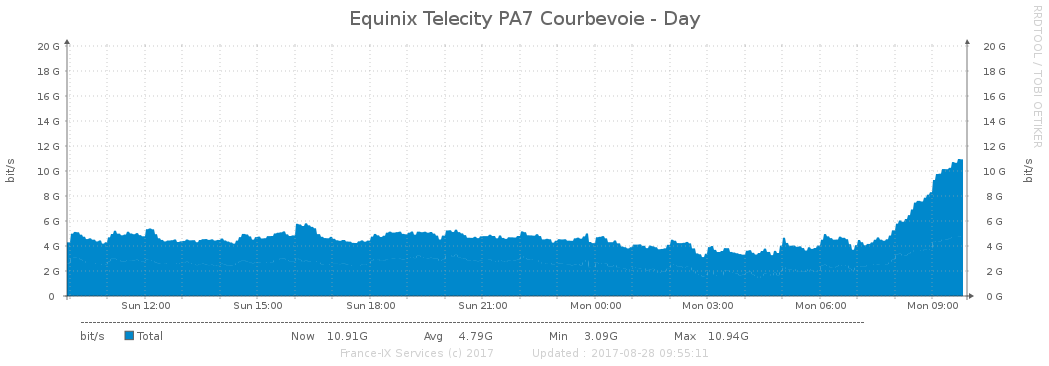 Equinix Telecity PA7 Courbevoie - Day
RRDTOOL / TOBI OETIKER
bit/s
20 G 20 G
18 G 18 G
16 G 16 G
14 G 14 G
12 G 12 G
10 G 10 G
8 G 8 G
6 G 6 G
4 G 4 G
2 G 2 G
0 0 G
bit/s
Sun 12:00 Sun 15:00 Sun 18:00 Sun 21:00 Mon 00:00 Mon 03:00 Mon 06:00 Mon 09:00
bit/s Total Now 10.91G Avg 4.79G Min 3.09G Max 10.94G
France-IX Services (c) 2017 Updated : 2017-08-28 09:55:11